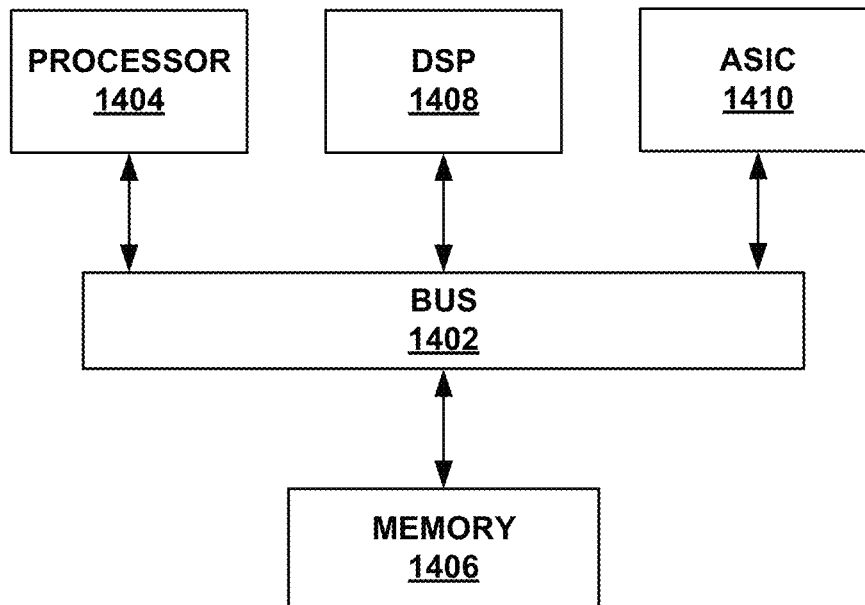 PROCESSOR
1404
DSP
1408
ASIC
1410
BUS
1402
MEMORY
1406